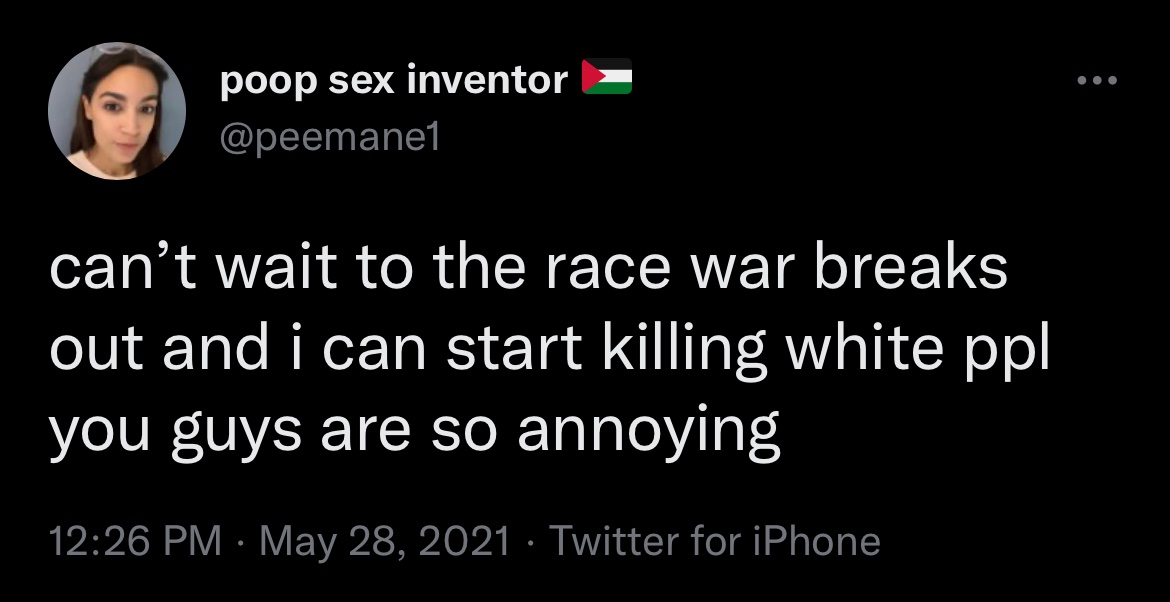 poop sex inventor 🇵🇸
@peemane1
can’t wait to the race war breaks
out and i can start killing white ppl
you guys are so annoying
12:26 PM · May 28, 2021 · Twitter for iPhone